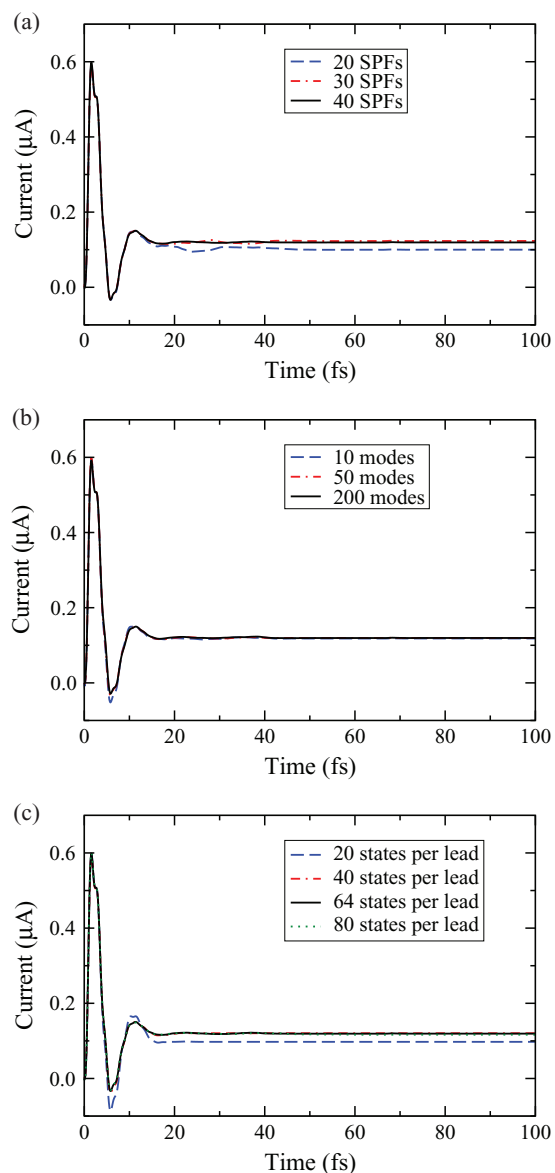 (a)
0.6
0.4
0.2
0.0
Current (μA)
20 SPFs
30 SPFs
40 SPFs
0 20 40 60 80 100
Time (fs)
(b)
0.6
0.4
0.2
0.0
Current (μA)
10 modes
50 modes
200 modes
0 20 40 60 80 100
Time (fs)
(c)
0.6
0.4
0.2
0.0
Current (μA)
20 states per lead
40 states per lead
64 states per lead
80 states per lead
0 20 40 60 80 100
Time (fs)